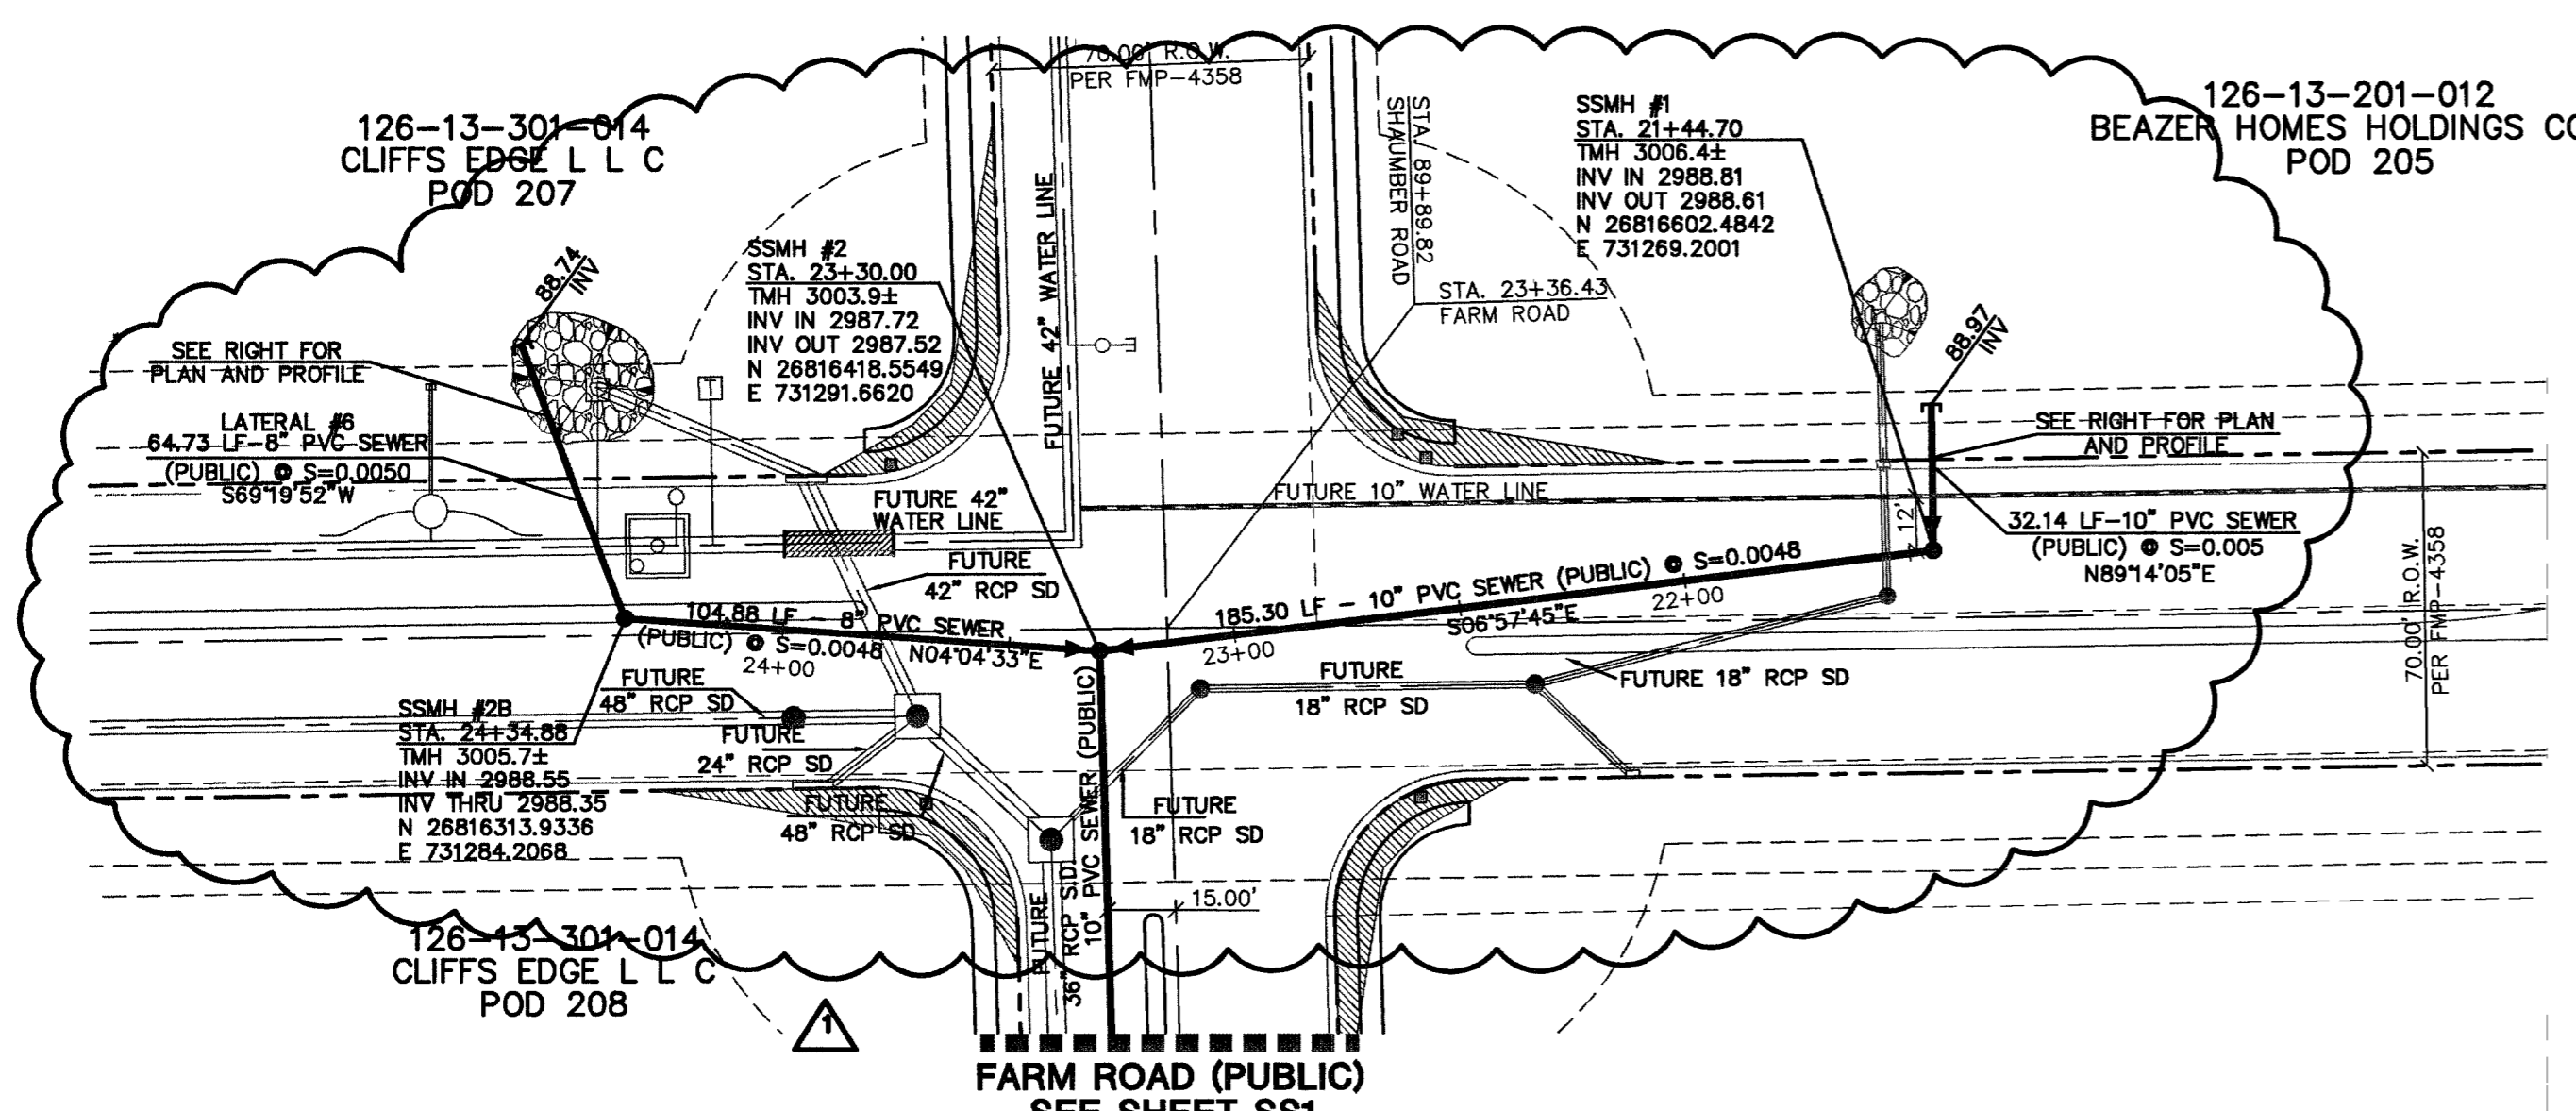 70.00' R.O.W.
PER FMP-4358
126-13-301-014
CLIFFS EDGE L L C
POD 207
126-13-201-012
BEAZER HOMES HOLDINGS CO
POD 205
SSMH #1
STA. 21+44.70
TMH 3006.4±
INV IN 2988.81
INV OUT 2988.61
N 26816602.4842
E 731269.2001
STA. 89+89.82
SHAUMBER ROAD
STA. 23+36.43
FARM ROAD
SSMH #2
STA. 23+30.00
TMH 3003.9±
INV IN 2987.72
INV OUT 2987.52
N 26816418.5549
E 731291.6620
FUTURE 42" WATER LINE
88.74
INV
88.97
INV
SEE RIGHT FOR
PLAN AND PROFILE
LATERAL #6
64.73 LF-8" PVC SEWER
(PUBLIC) @ S=0.0050
S69°19'52"W
SEE RIGHT FOR PLAN
AND PROFILE
FUTURE 42"
WATER LINE
FUTURE 10" WATER LINE
12'
32.14 LF-10" PVC SEWER
(PUBLIC) @ S=0.005
N89°14'05"E
70.00' R.O.W.
PER FMP-4358
FUTURE
42" RCP SD
185.30 LF - 10" PVC SEWER (PUBLIC) @ S=0.0048
S06°57'45"E
22+00
23+00
104.88 LF - 8" PVC SEWER
(PUBLIC) @ S=0.0048
N04°04'33"E
24+00
FUTURE
48" RCP SD
FUTURE
18" RCP SD
FUTURE 18" RCP SD
SSMH #2B
STA. 24+34.88
TMH 3005.7±
INV IN 2988.55
INV THRU 2988.35
N 26816313.9336
E 731284.2068
FUTURE
24" RCP SD
FUTURE
48" RCP SD
FUTURE
18" RCP SD
10" PVC SEWER (PUBLIC)
FUTURE
36" RCP SD
15.00'
126-13-301-014
CLIFFS EDGE L L C
POD 208
1
FARM ROAD (PUBLIC)
SEE SHEET SS1